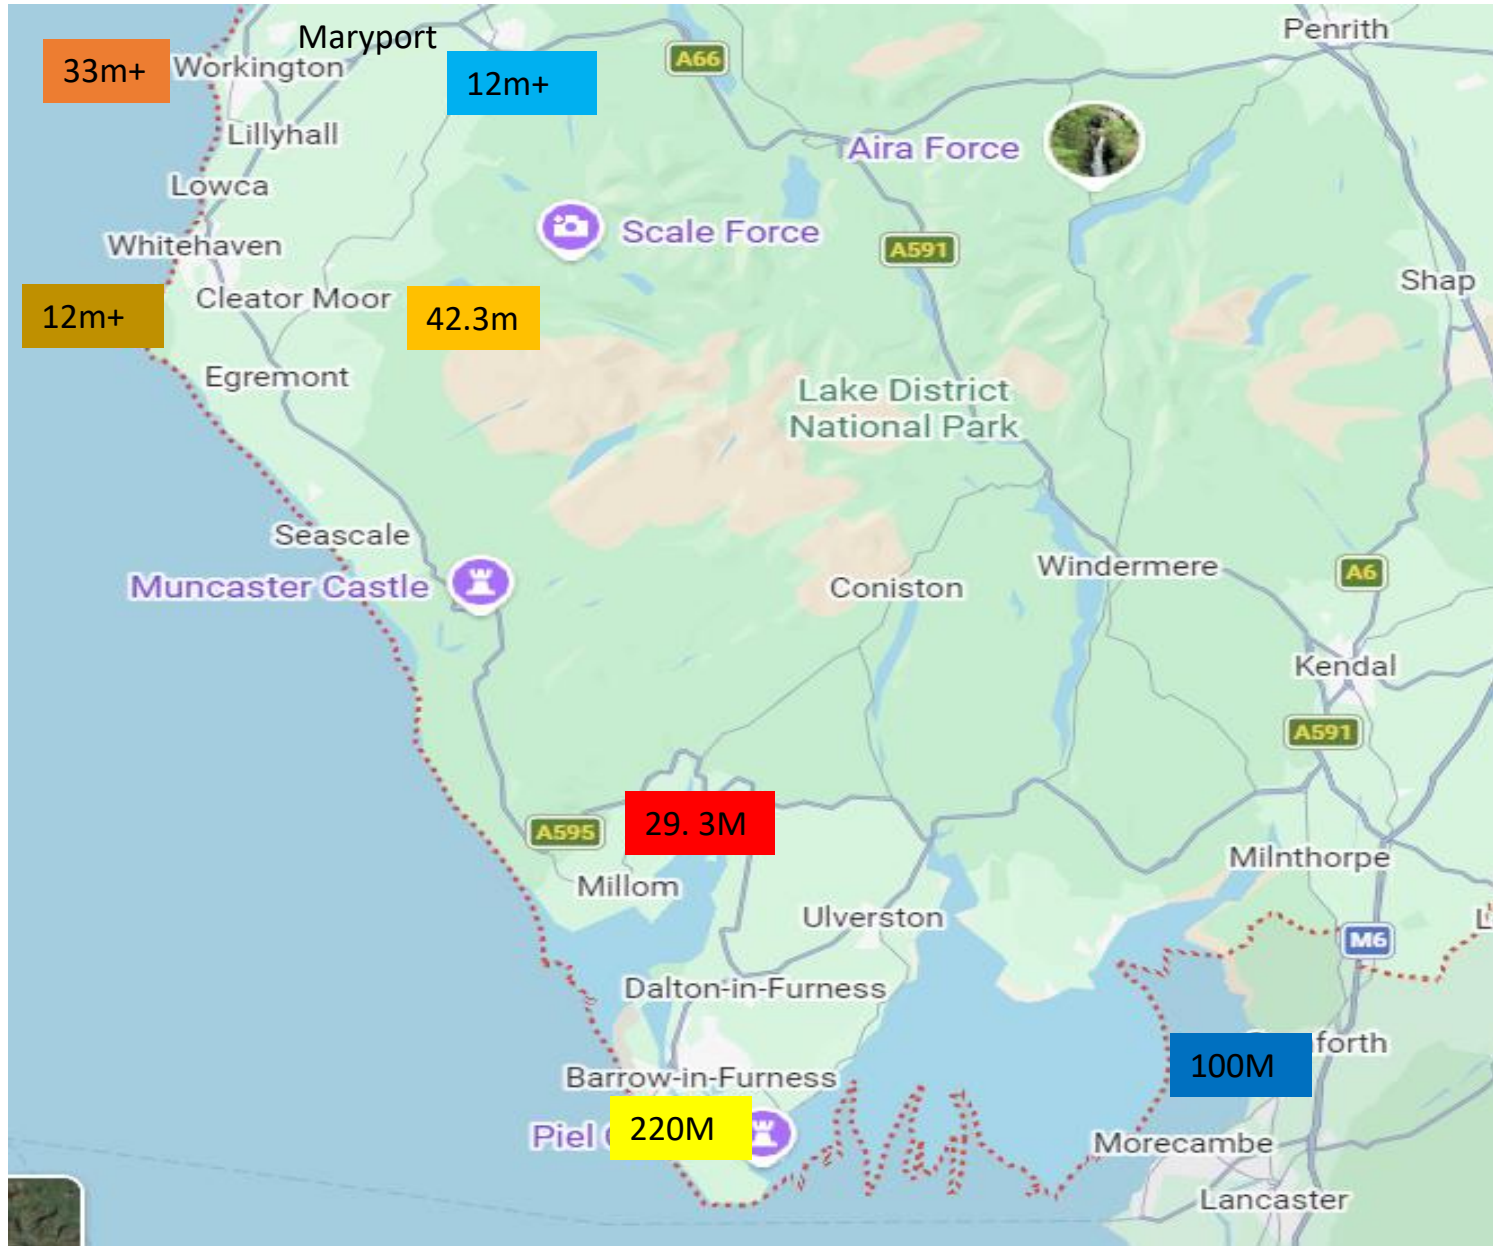 Maryport
Penrith
33m+
Workington
12m+
A66
Lillyhall
Aira Force
Lowca
Scale Force
Whitehaven
A591
Shap
12m+
Cleator Moor
42.3m
Egremont
Lake District
National Park
Seascale
Muncaster Castle
Coniston
Windermere
A6
Kendal
A591
A595
29. 3M
Millom
Milnthorpe
Ulverston
M6
Dalton-in-Furness
100M
Barrow-in-Furness
Piel
220M
Morecambe
Lancaster